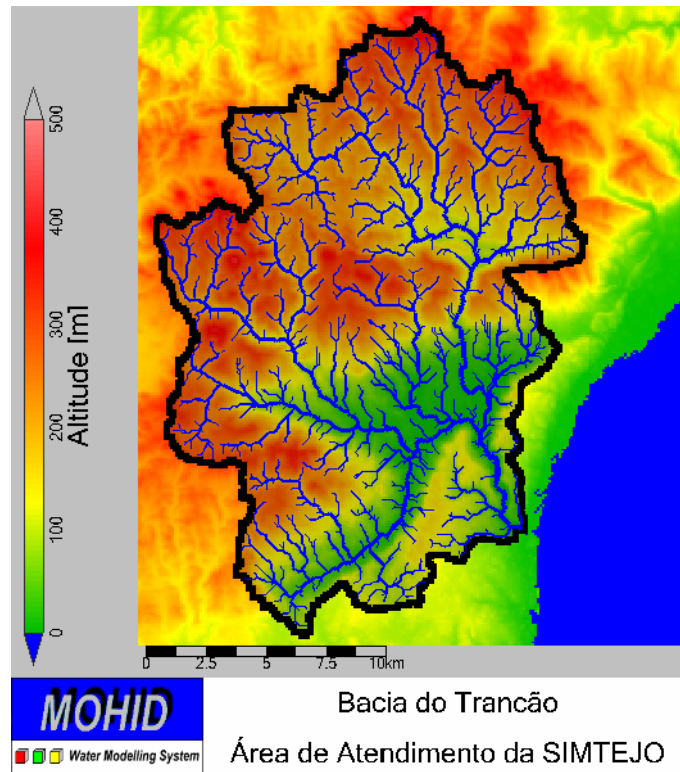 500
400
300
200
100
0
Altitude [m]
0 2.5 5 7.5 10km
MOHID
Water Modelling System
Bacia do Trancão
Área de Atendimento da SIMTEJO